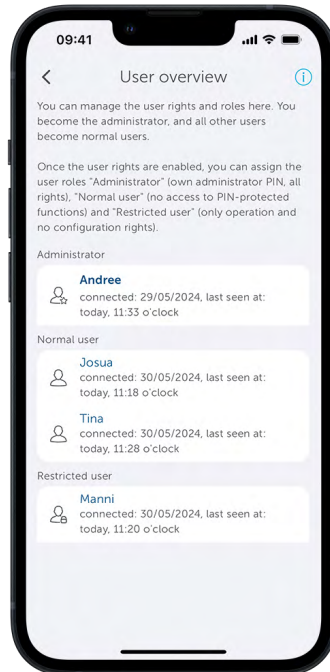 09:41
User overview
You can manage the user rights and roles here. You
become the administrator, and all other users
become normal users.
Once the user rights are enabled, you can assign the
user roles "Administrator" (own administrator PIN, all
rights), "Normal user" (no access to PIN-protected
functions) and "Restricted user" (only operation and
no configuration rights).
Administrator
Andree
connected: 29/05/2024, last seen at:
today, 11:33 o'clock
Normal user
Josua
connected: 30/05/2024, last seen at:
today, 11:18 o'clock
Tina
connected: 30/05/2024, last seen at:
today, 11:28 o'clock
Restricted user
Manni
connected: 30/05/2024, last seen at:
today, 11:20 o'clock